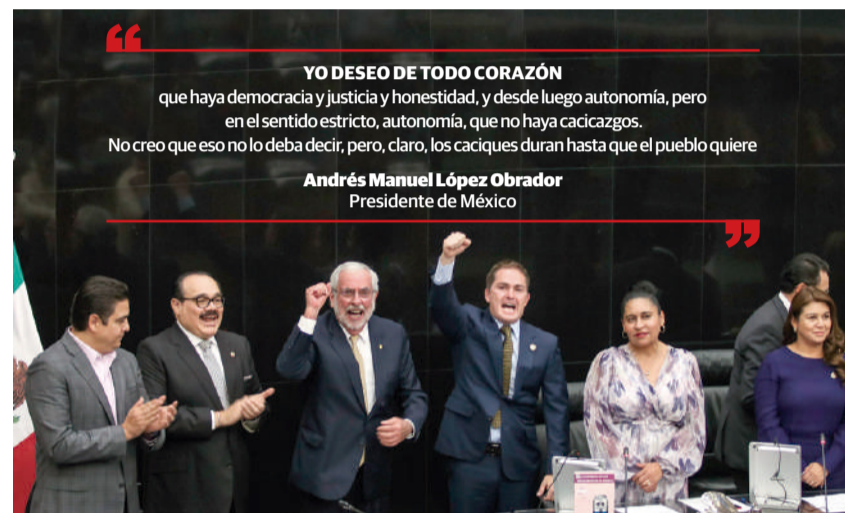 “
YO DESEO DE TODO CORAZÓN
que haya democracia y justicia y honestidad, y desde luego autonomía, pero
en el sentido estricto, autonomía, que no haya cacicazgos.
No creo que eso no lo deba decir, pero, claro, los caciques duran hasta que el pueblo quiere
Andrés Manuel López Obrador
Presidente de México
”